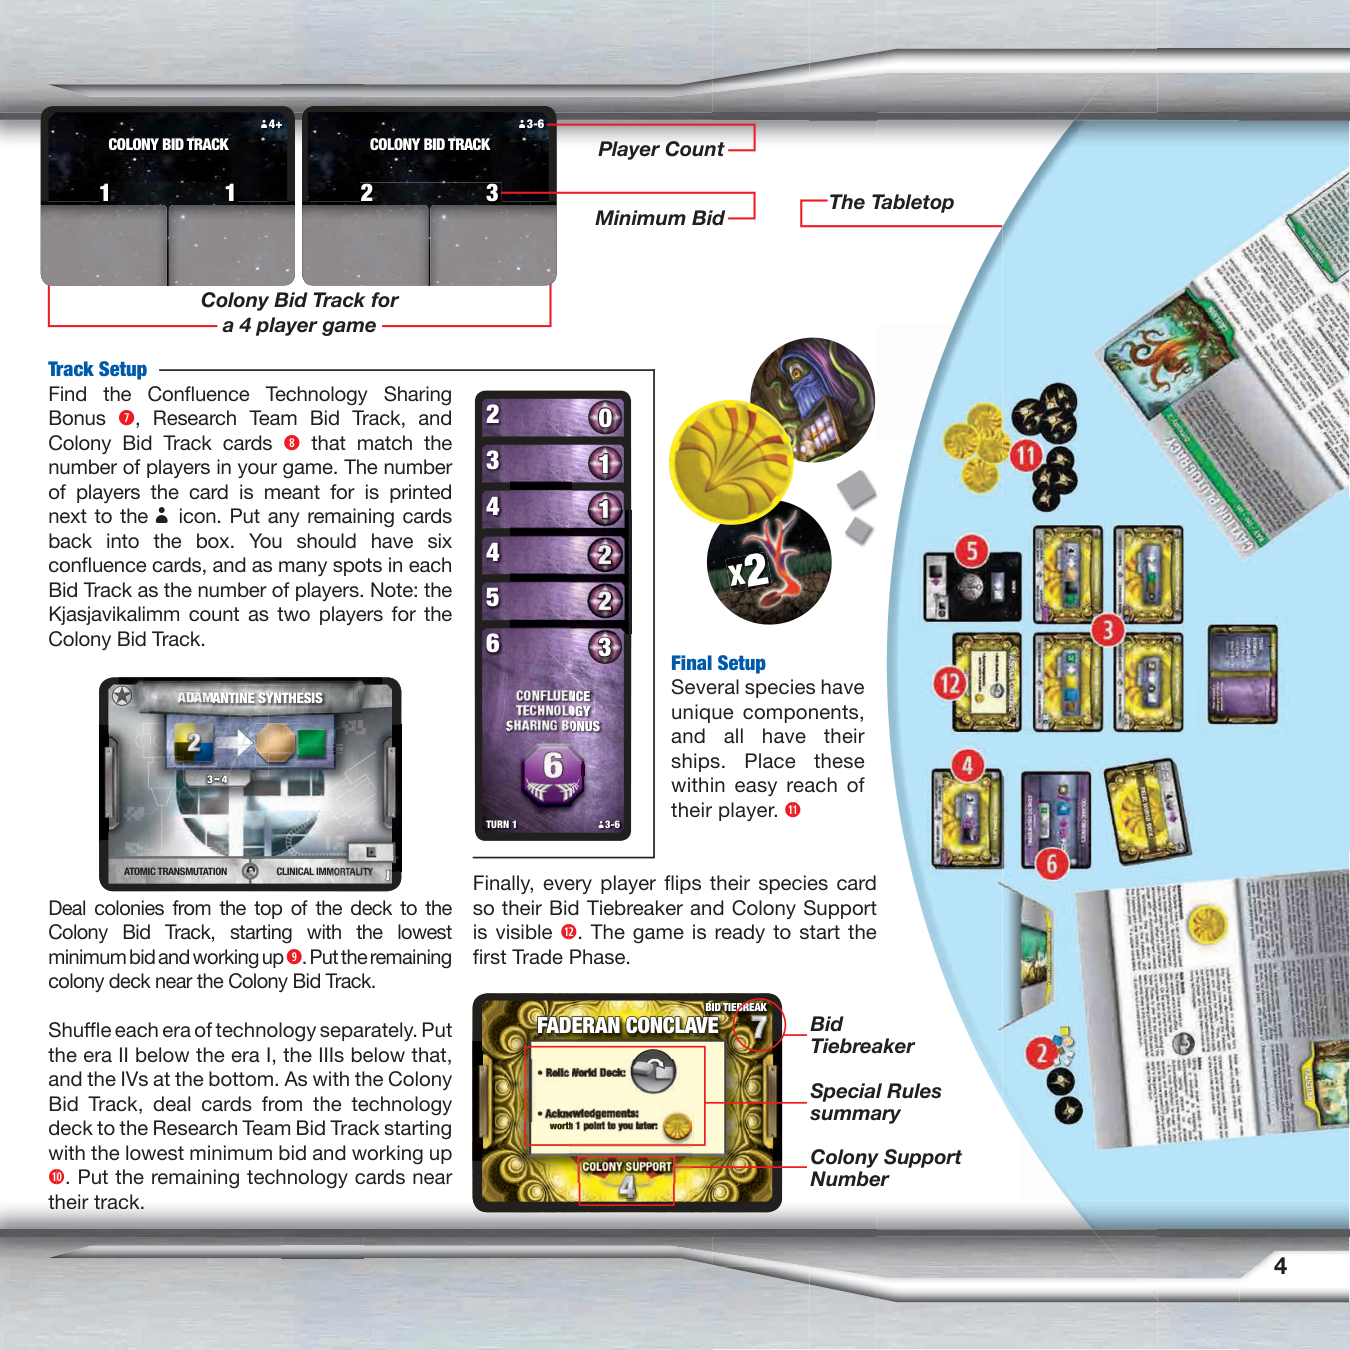 4+
COLONY BID TRACK
1 1
3-6
COLONY BID TRACK
2 3
Player Count
Minimum Bid
The Tabletop
Colony Bid Track for
a 4 player game
Track Setup
Find the Confluence Technology Sharing
Bonus 7, Research Team Bid Track, and
Colony Bid Track cards 8 that match the
number of players in your game. The number
of players the card is meant for is printed
next to the icon. Put any remaining cards
back into the box. You should have six
confluence cards, and as many spots in each
Bid Track as the number of players. Note: the
Kjasjavikalimm count as two players for the
Colony Bid Track.
ADAMANTINE SYNTHESIS
2
3-4
ATOMIC TRANSMUTATION CLINICAL IMMORTALITY
Deal colonies from the top of the deck to the
Colony Bid Track, starting with the lowest
minimum bid and working up 9. Put the remaining
colony deck near the Colony Bid Track.
Shuffle each era of technology separately. Put
the era II below the era I, the IIIs below that,
and the IVs at the bottom. As with the Colony
Bid Track, deal cards from the technology
deck to the Research Team Bid Track starting
with the lowest minimum bid and working up
10. Put the remaining technology cards near
their track.
2 0
3 1
4 1
4 2
5 2
6 3
CONFLUENCE
TECHNOLOGY
SHARING BONUS
6
TURN 1 3-6
x2
Final Setup
Several species have
unique components,
and all have their
ships. Place these
within easy reach of
their player. 11
Finally, every player flips their species card
so their Bid Tiebreaker and Colony Support
is visible 12. The game is ready to start the
first Trade Phase.
BID TIEBREAK
FADERAN CONCLAVE 7
• Relic World Deck:
• Acknowledgements:
worth 1 point to you later:
COLONY SUPPORT
4
Bid
Tiebreaker
Special Rules
summary
Colony Support
Number
11
5
3
12
4
6
2
4